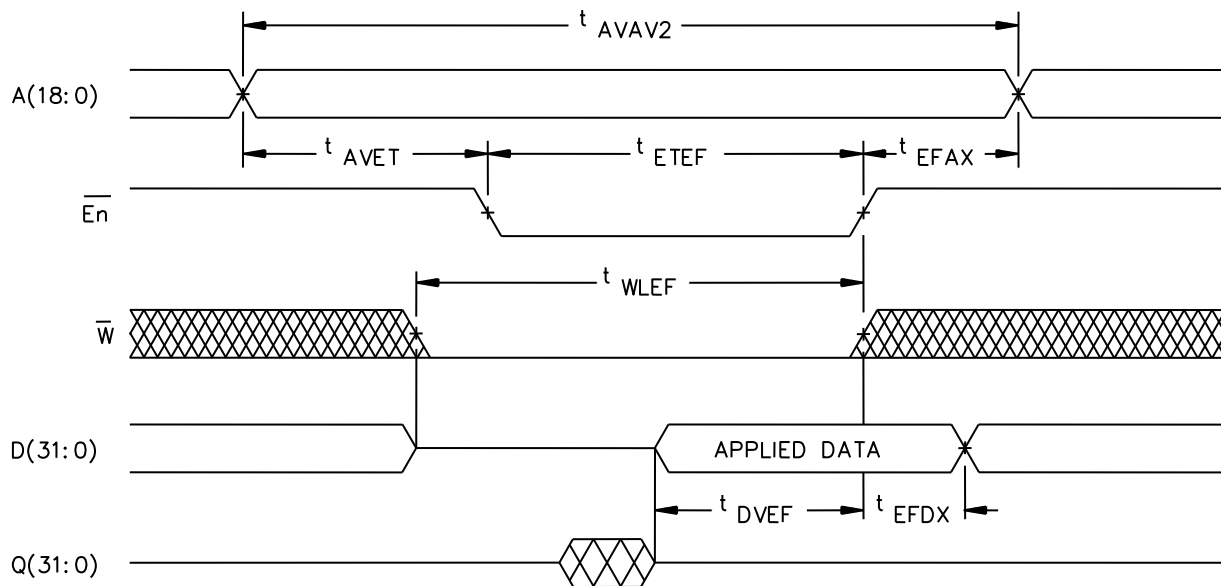 t AVAV2
A(18:0)
t AVET t ETEF t EFAX
En
t WLEF
W
D(31:0) APPLIED DATA
t DVEF t EFDX
Q(31:0)